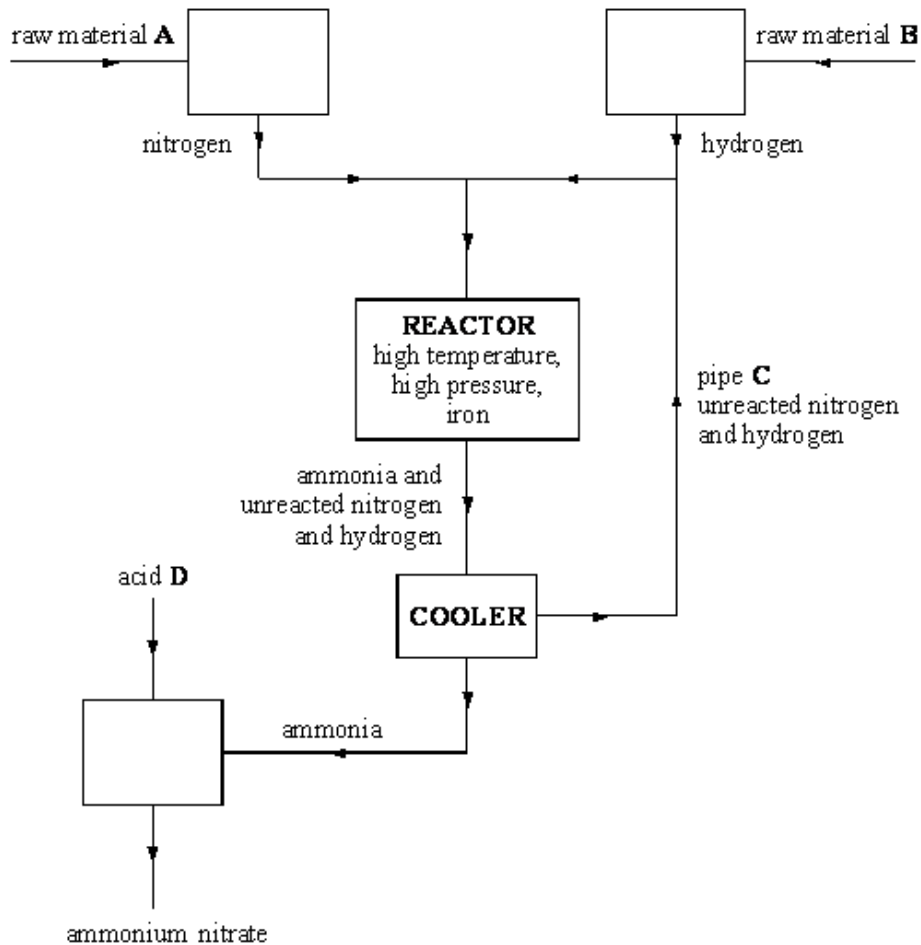 raw material A
raw material B
nitrogen
hydrogen
REACTOR
high temperature,
high pressure,
iron
pipe C
unreacted nitrogen
and hydrogen
ammonia and
unreacted nitrogen
and hydrogen
acid D
COOLER
ammonia
ammonium nitrate